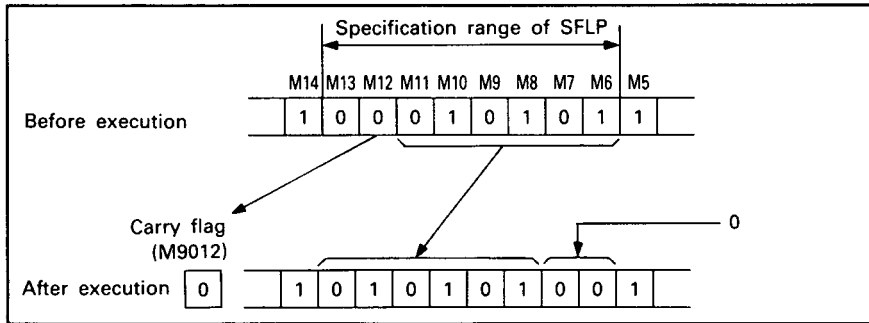 Specification range of SFLP
M14 M13 M12 M11 M10 M9 M8 M7 M6 M5
Before execution 1 0 0 0 1 0 1 0 1 1
Carry flag
(M9012)
0
After execution 0 1 0 1 0 1 0 1 0 0 1